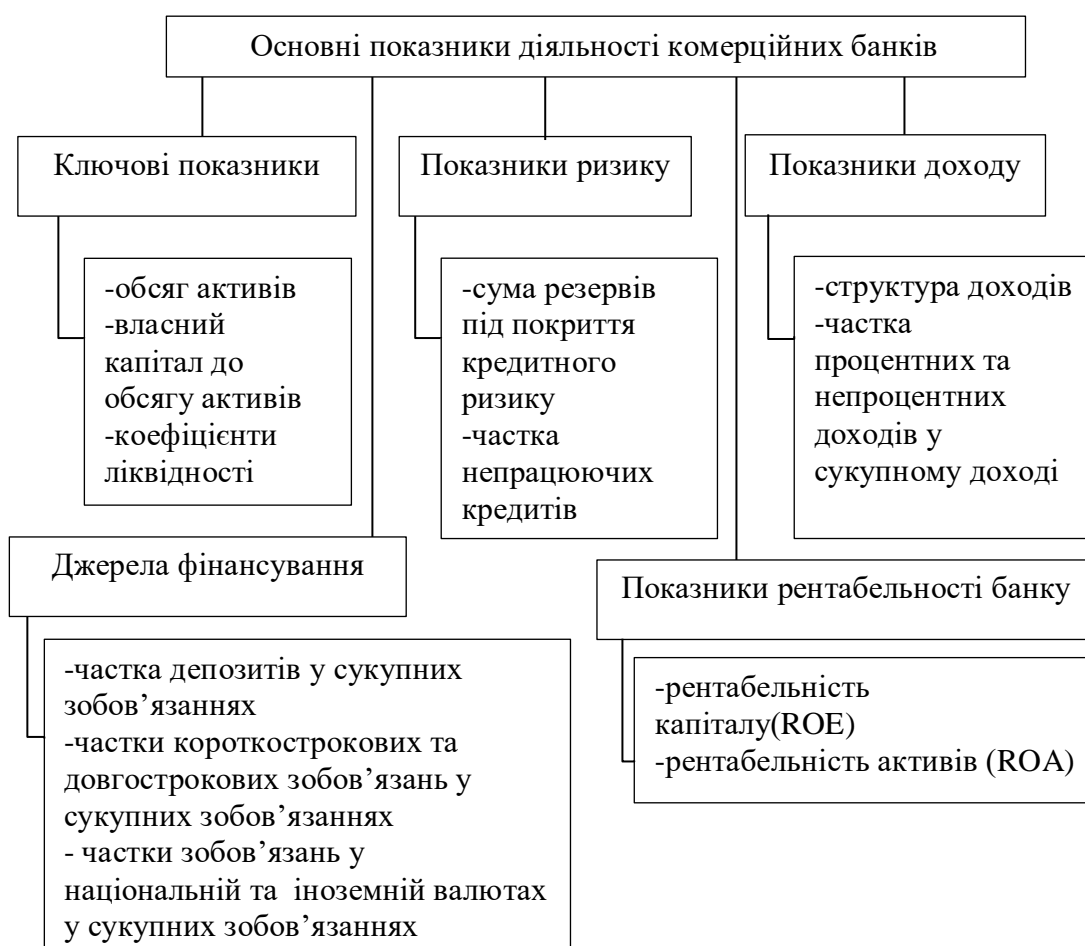 Основні показники діяльності комерційних банків
Ключові показники
-обсяг активів
-власний
капітал до
обсягу активів
-коефіцієнти
ліквідності
Показники ризику
-сума резервів
під покриття
кредитного
ризику
-частка
непрацюючих
кредитів
Показники доходу
-структура доходів
-частка
процентних та
непроцентних
доходів у
сукупному доході
Джерела фінансування
-частка депозитів у сукупних
зобов’язаннях
-частки короткострокових та
довгострокових зобов’язань у
сукупних зобов’язаннях
- частки зобов’язань у
національній та іноземній валютах
у сукупних зобов’язаннях
Показники рентабельності банку
-рентабельність
капіталу(ROE)
-рентабельність активів (ROA)